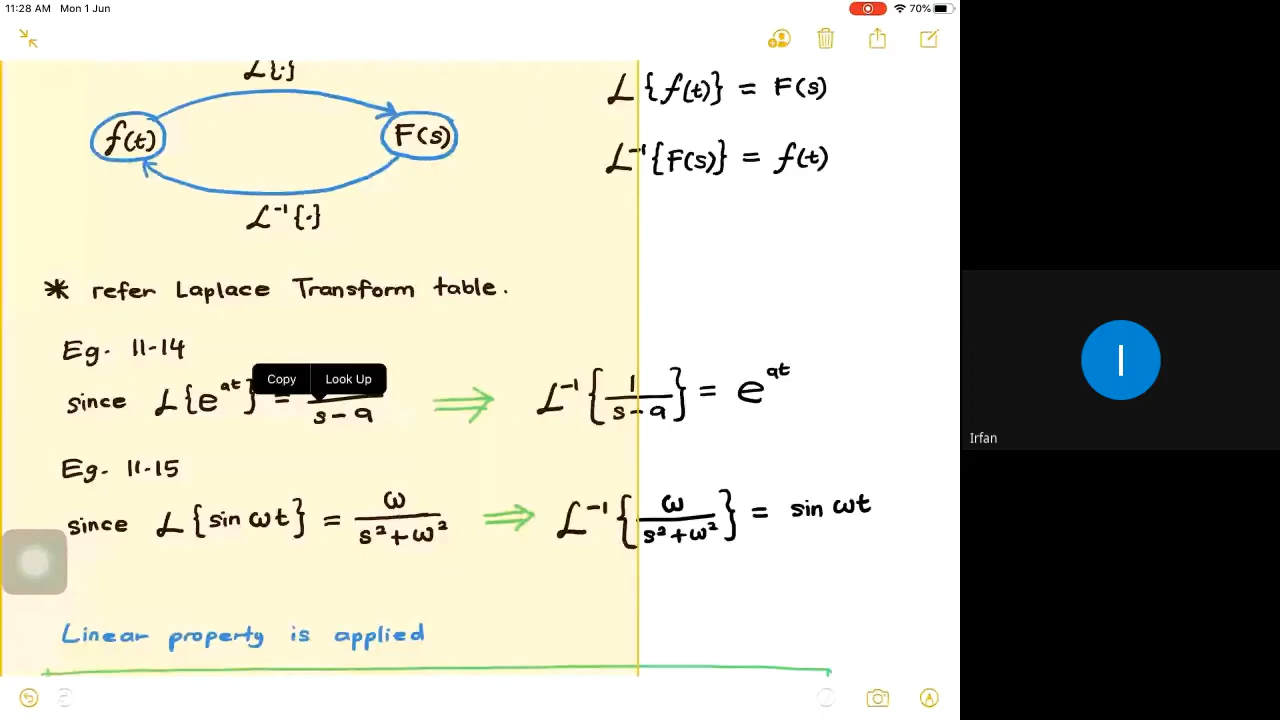 11:28 AM Mon 1 Jun
70%
L{·}
f(t)
F(s)
L⁻¹{·}
L{f(t)} = F(s)
L⁻¹{F(s)} = f(t)
* refer Laplace Transform table.
Eg. 11-14
Copy Look Up
since L{e^at} = /(s-a) ⟹ L⁻¹{1/(s-a)} = e^at
Eg. 11-15
since L{sin ωt} = ω/(s²+ω²) ⟹ L⁻¹{ω/(s²+ω²)} = sin ωt
Linear property is applied
I
Irfan